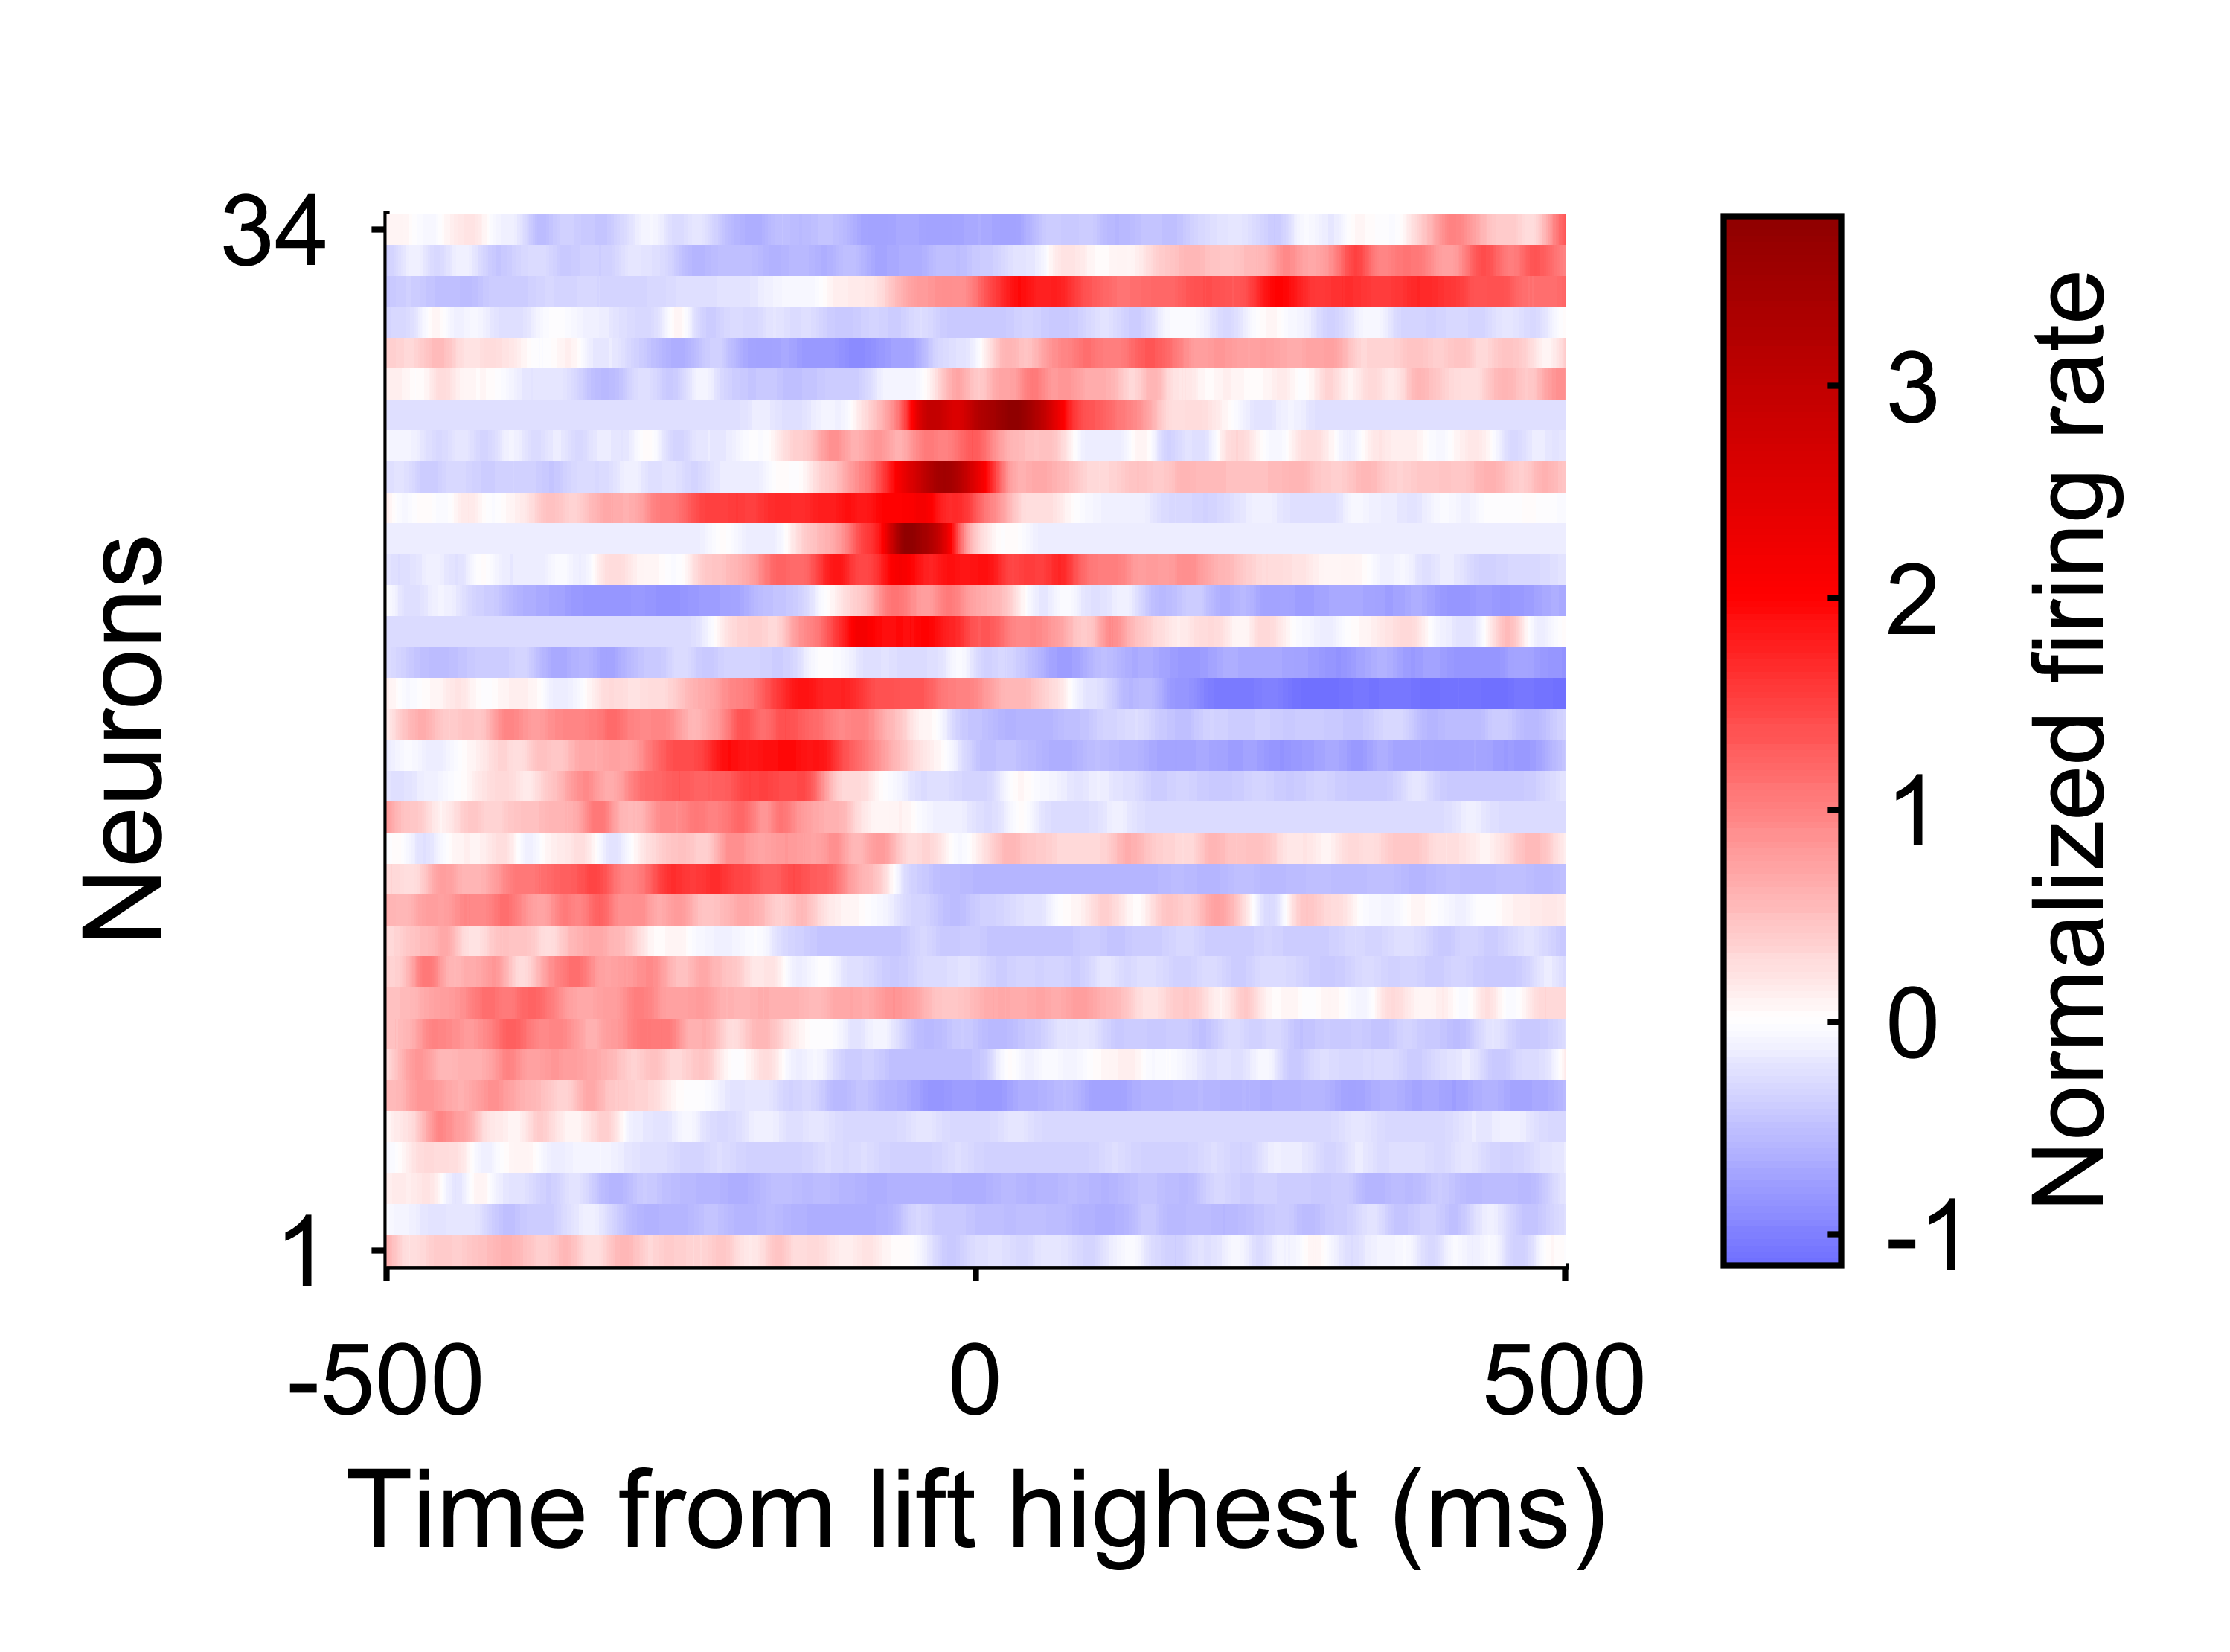 34
Neurons
1
-500 0 500
Time from lift highest (ms)
3
2
1
0
-1
Normalized firing rate